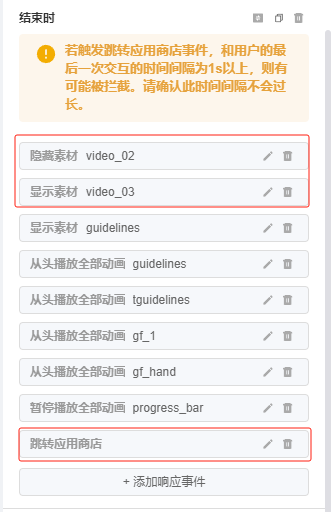 结束时
若触发跳转应用商店事件，和用户的最
后一次交互的时间间隔为1s以上，则有
可能被拦截。请确认此时间间隔不会过
长。
隐藏素材 video_02
显示素材 video_03
显示素材 guidelines
从头播放全部动画 guidelines
从头播放全部动画 tguidelines
从头播放全部动画 gf_1
从头播放全部动画 gf_hand
暂停播放全部动画 progress_bar
跳转应用商店
+ 添加响应事件